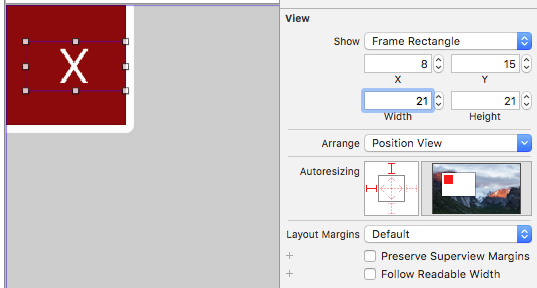 X
View
Show Frame Rectangle
8 15
X Y
21 21
Width Height
Arrange Position View
Autoresizing
Layout Margins Default
+ Preserve Superview Margins
+ Follow Readable Width